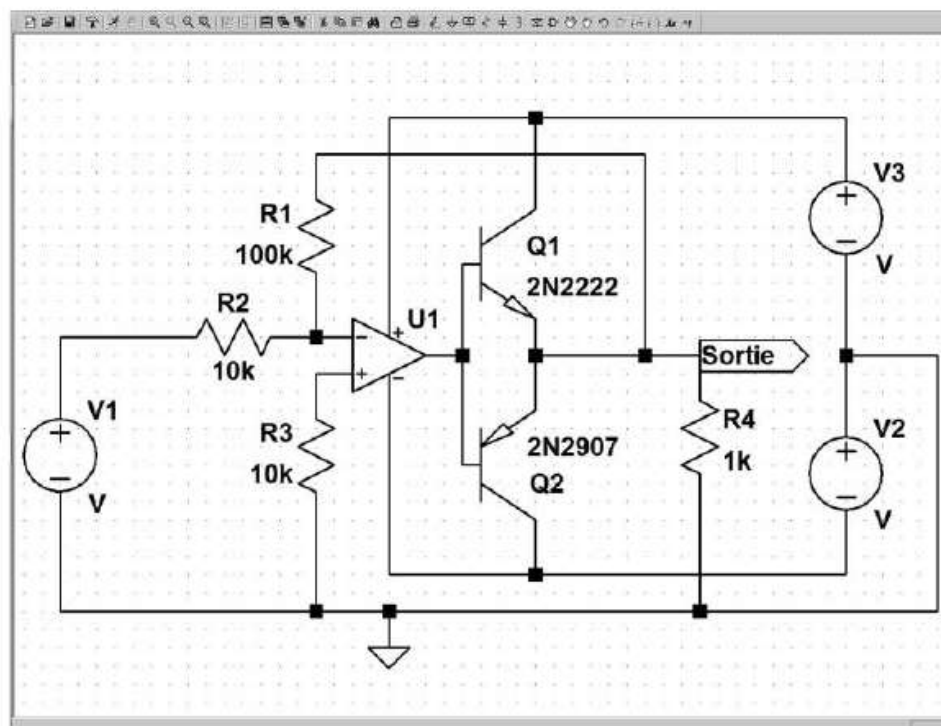 V3
R1
Q1
V
100k
2N2222
R2
U1
+
-
Sortie
10k
+
-
V1
R3
R4
V2
2N2907
10k
1k
Q2
V
V